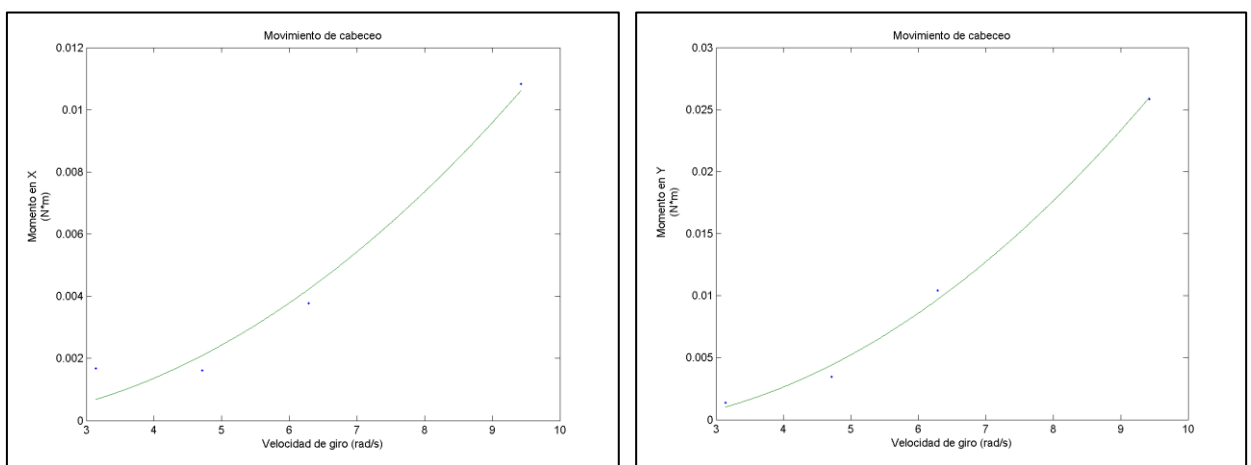 Movimiento de cabeceo
0.012
0.01
0.008
0.006
0.004
0.002
0
Momento en X
(N*m)
3 4 5 6 7 8 9 10
Velocidad de giro (rad/s)
Movimiento de cabeceo
0.03
0.025
0.02
0.015
0.01
0.005
0
Momento en Y
(N*m)
3 4 5 6 7 8 9 10
Velocidad de giro (rad/s)